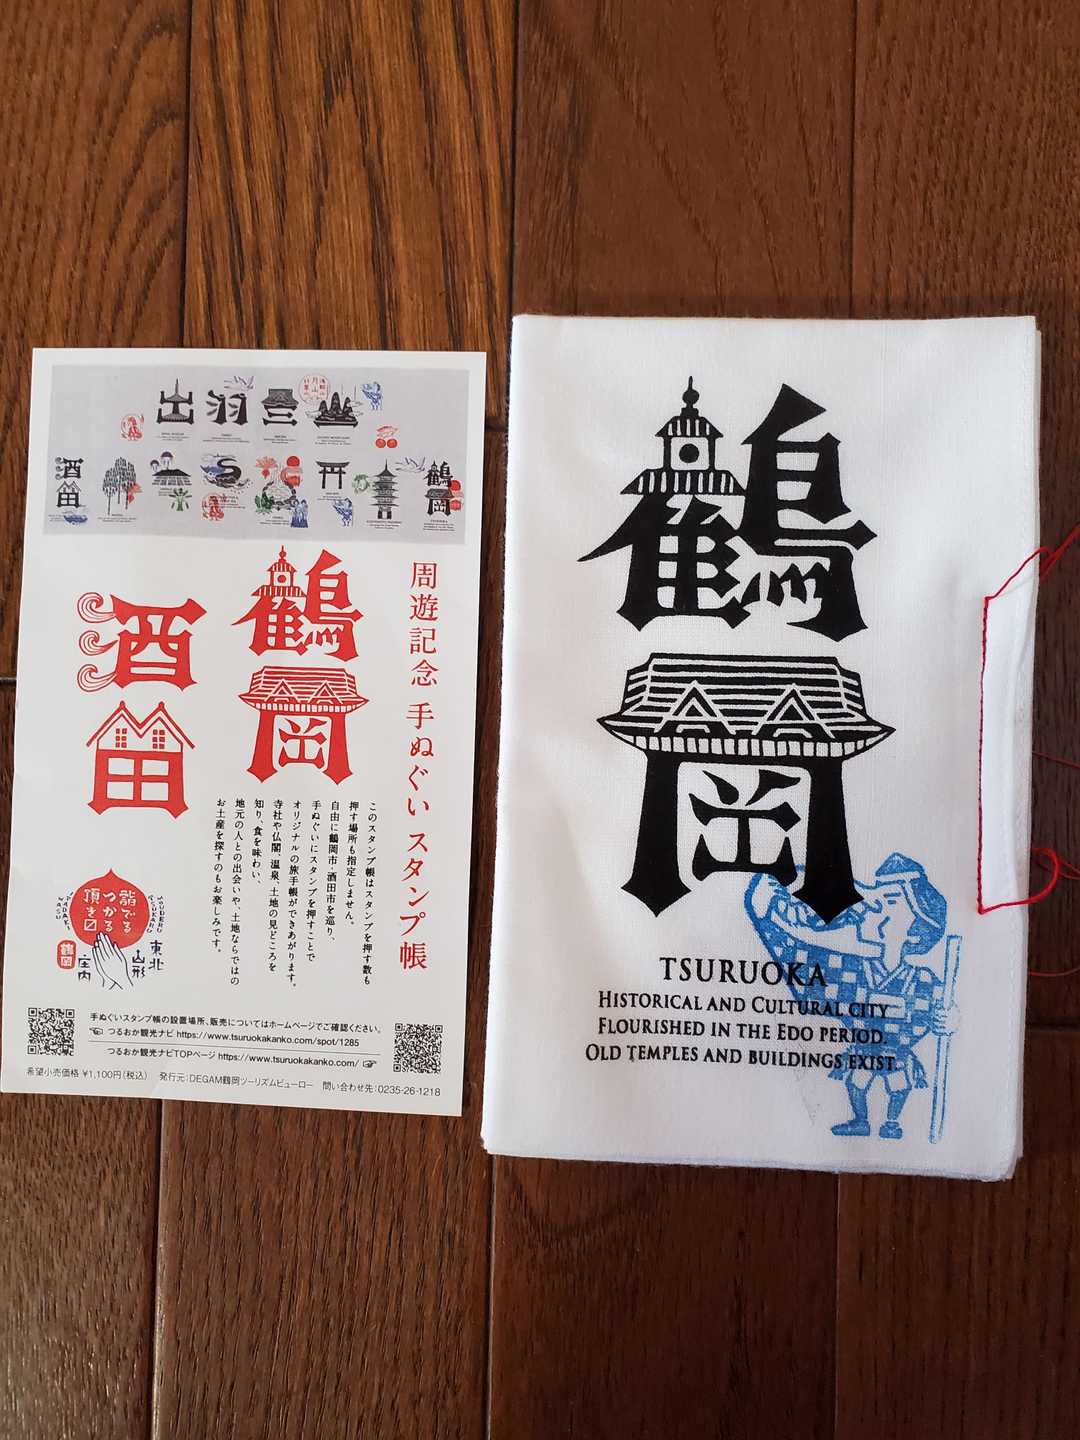 出羽三山
酒田
鶴岡
周遊記念 手ぬぐい スタンプ帳
鶴岡
酒田
このスタンプ帳はスタンプを押す数も
押す場所も指定しません。
自由に鶴岡市・酒田市を巡り、
手ぬぐいにスタンプを押すことで
オリジナルの旅手帳ができあがります。
寺社や仏閣、温泉、土地の見どころを
知り、食を味わい、
地元の人との出会いや、土地ならではの
お土産を探すのもお楽しみです。
詣でる
つかる
頂き
東北
山形
庄内
鶴岡
手ぬぐいスタンプ帳の設置場所、販売についてはホームページでご確認ください。
つるおか観光ナビ https://www.tsuruokakanko.com/spot/1285
つるおか観光ナビTOPページ https://www.tsuruokakanko.com/
希望小売価格 ¥1,100円(税込) 発行元:DEGAM鶴岡ツーリズムビューロー 問い合わせ先:0235-26-1218
鶴岡
TSURUOKA
HISTORICAL AND CULTURAL CITY
FLOURISHED IN THE EDO PERIOD.
OLD TEMPLES AND BUILDINGS EXIST.